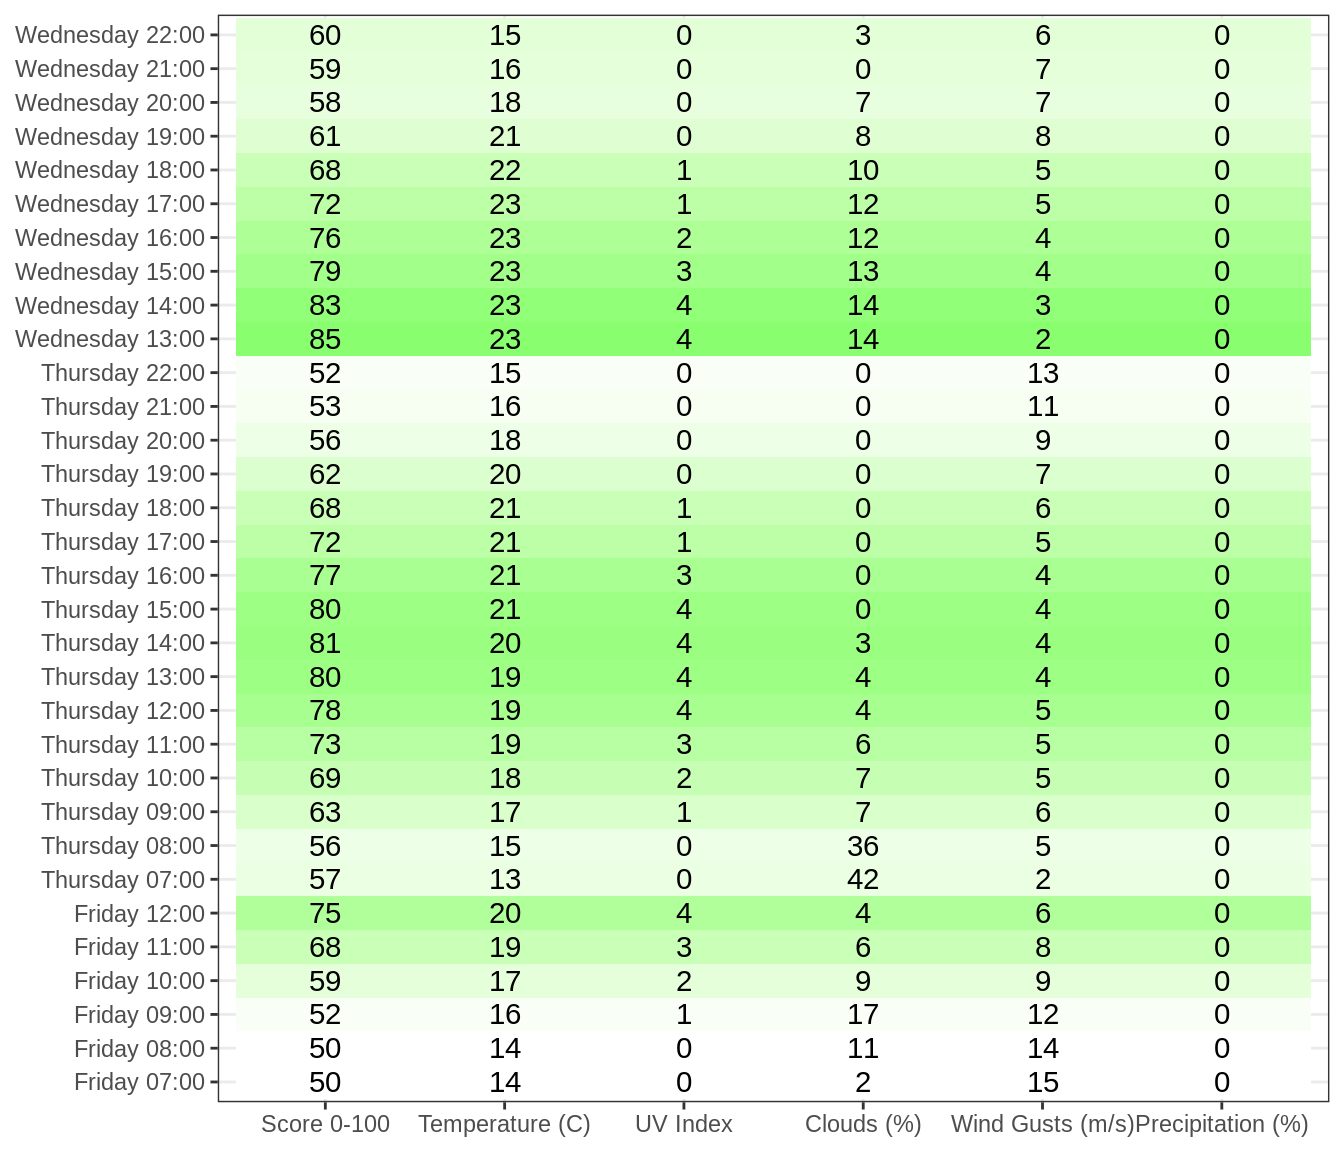 Wednesday 22:00 60 15 0 3 6 0
Wednesday 21:00 59 16 0 0 7 0
Wednesday 20:00 58 18 0 7 7 0
Wednesday 19:00 61 21 0 8 8 0
Wednesday 18:00 68 22 1 10 5 0
Wednesday 17:00 72 23 1 12 5 0
Wednesday 16:00 76 23 2 12 4 0
Wednesday 15:00 79 23 3 13 4 0
Wednesday 14:00 83 23 4 14 3 0
Wednesday 13:00 85 23 4 14 2 0
Thursday 22:00 52 15 0 0 13 0
Thursday 21:00 53 16 0 0 11 0
Thursday 20:00 56 18 0 0 9 0
Thursday 19:00 62 20 0 0 7 0
Thursday 18:00 68 21 1 0 6 0
Thursday 17:00 72 21 1 0 5 0
Thursday 16:00 77 21 3 0 4 0
Thursday 15:00 80 21 4 0 4 0
Thursday 14:00 81 20 4 3 4 0
Thursday 13:00 80 19 4 4 4 0
Thursday 12:00 78 19 4 4 5 0
Thursday 11:00 73 19 3 6 5 0
Thursday 10:00 69 18 2 7 5 0
Thursday 09:00 63 17 1 7 6 0
Thursday 08:00 56 15 0 36 5 0
Thursday 07:00 57 13 0 42 2 0
Friday 12:00 75 20 4 4 6 0
Friday 11:00 68 19 3 6 8 0
Friday 10:00 59 17 2 9 9 0
Friday 09:00 52 16 1 17 12 0
Friday 08:00 50 14 0 11 14 0
Friday 07:00 50 14 0 2 15 0
Score 0-100 Temperature (C) UV Index Clouds (%) Wind Gusts (m/s) Precipitation (%)